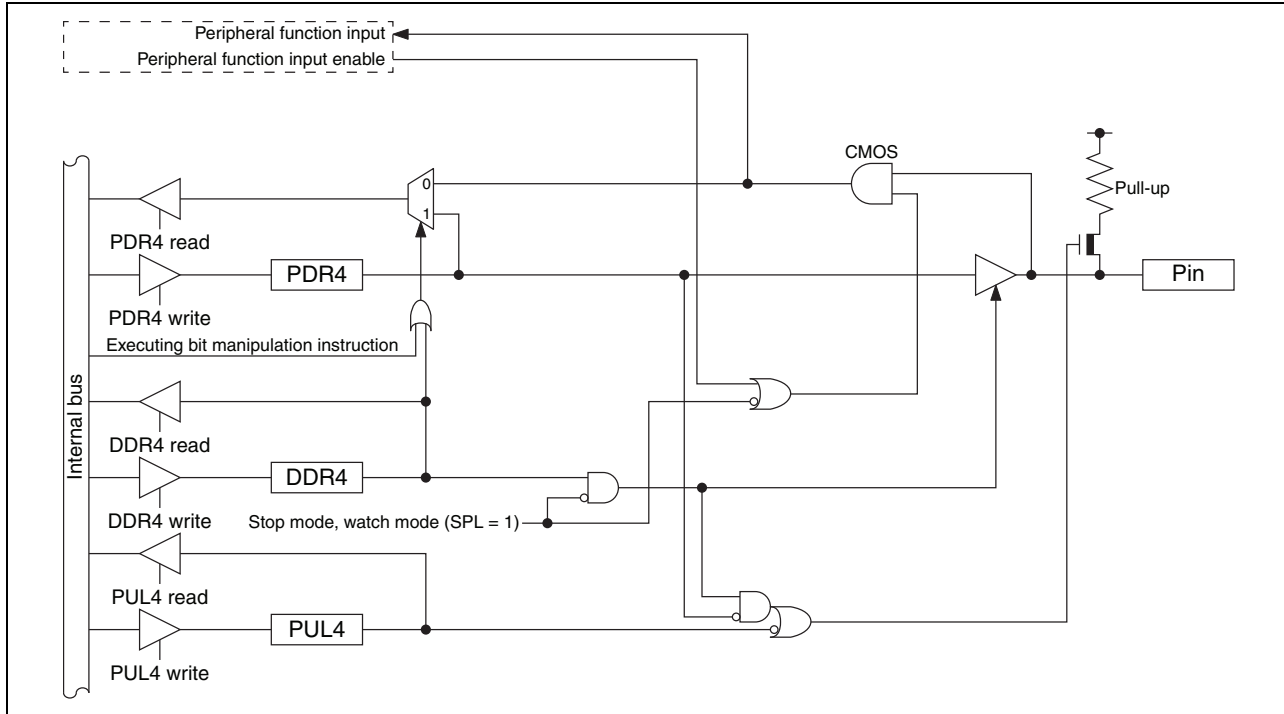 Peripheral function input
Peripheral function input enable
CMOS
Pull-up
0
1
PDR4 read
PDR4
Pin
PDR4 write
Executing bit manipulation instruction
Internal bus
DDR4 read
DDR4
DDR4 write
Stop mode, watch mode (SPL = 1)
PUL4 read
PUL4
PUL4 write